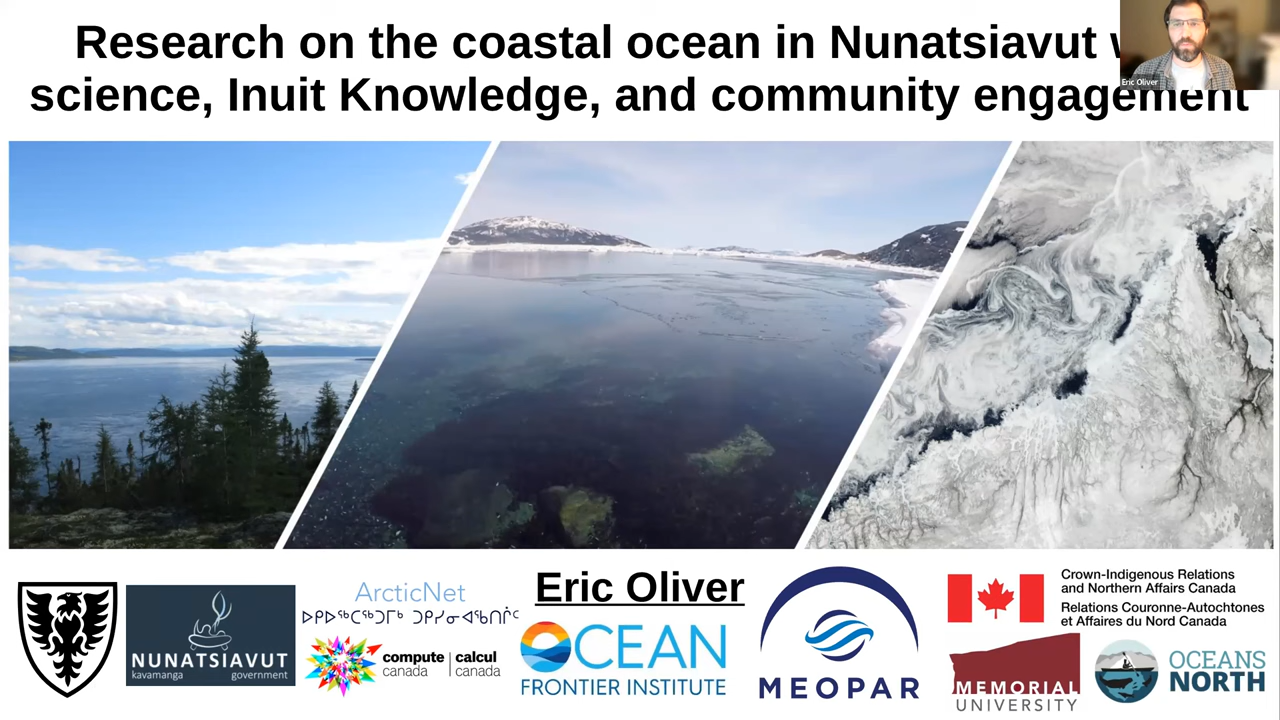 Research on the coastal ocean in Nunatsiavut
science, Inuit Knowledge, and community engagement
Eric Oliver
Eric Oliver
NUNATSIAVUT
kavamanga government
ArcticNet
ᐅᑭᐅᖅᑕᖅᑐᒥ ᑐᑭᓯᓂᐊᖃᑎᒌᑦ
compute | calcul
canada | canada
OCEAN
FRONTIER INSTITUTE
MEOPAR
Crown-Indigenous Relations
and Northern Affairs Canada
Relations Couronne-Autochtones
et Affaires du Nord Canada
MEMORIAL
UNIVERSITY
OCEANS
NORTH